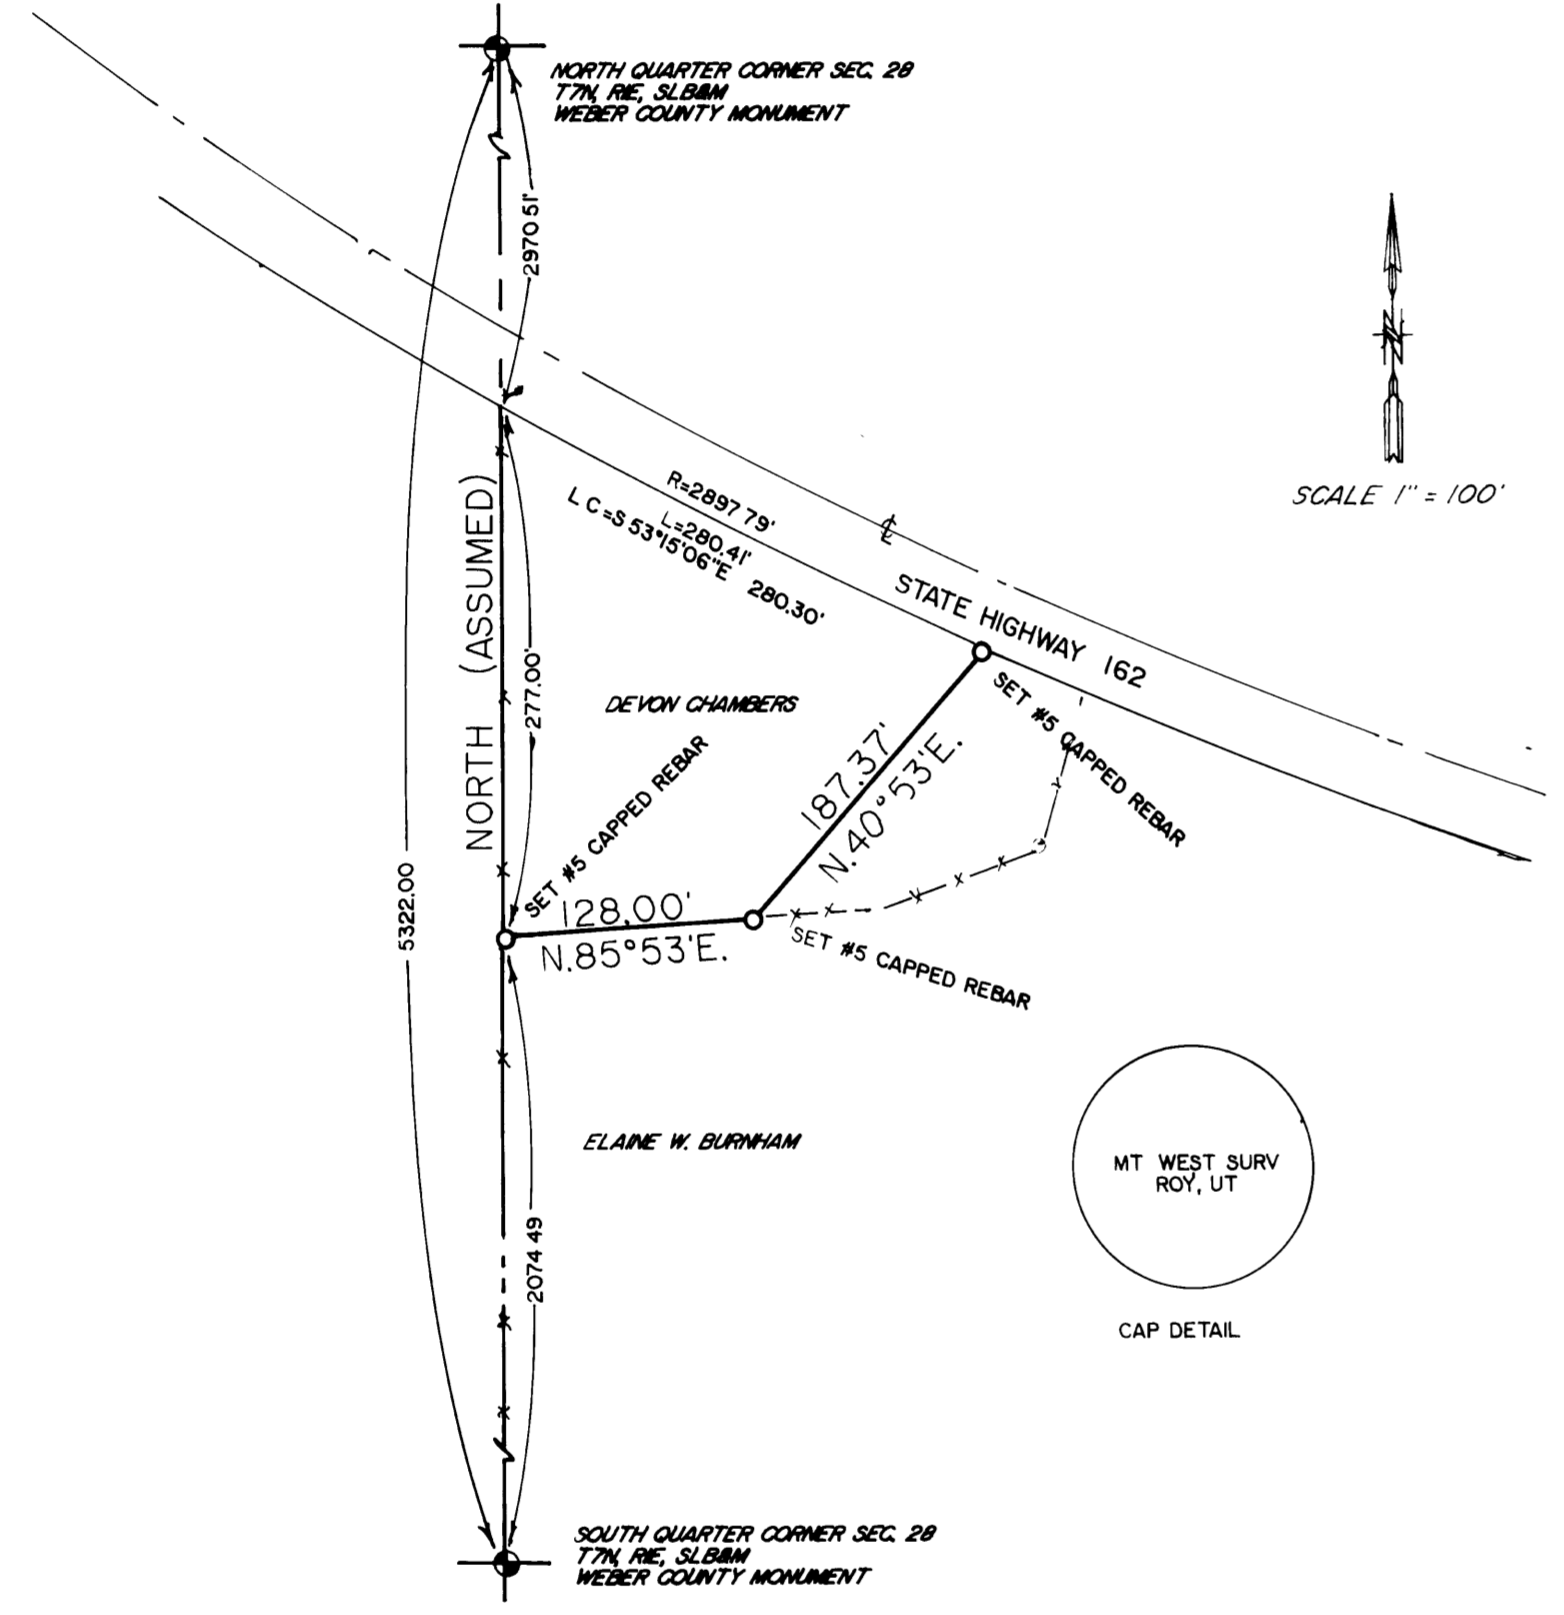 NORTH QUARTER CORNER SEC. 28
T7N, R1E, SLB&M
WEBER COUNTY MONUMENT
2970 51'
SCALE 1" = 100'
R=2897 79'
L=280.41'
L C =S 53°15'06"E 280.30'
℄
STATE HIGHWAY 162
NORTH (ASSUMED)
277.00'
DEVON CHAMBERS
SET #5 CAPPED REBAR
187.37'
N.40°53'E.
SET #5 CAPPED REBAR
5322.00
128.00'
N.85°53'E.
SET #5 CAPPED REBAR
N
ELAINE W. BURNHAM
MT WEST SURV
ROY, UT
2074 49
CAP DETAIL
SOUTH QUARTER CORNER SEC. 28
T7N, R1E, SLB&M
WEBER COUNTY MONUMENT